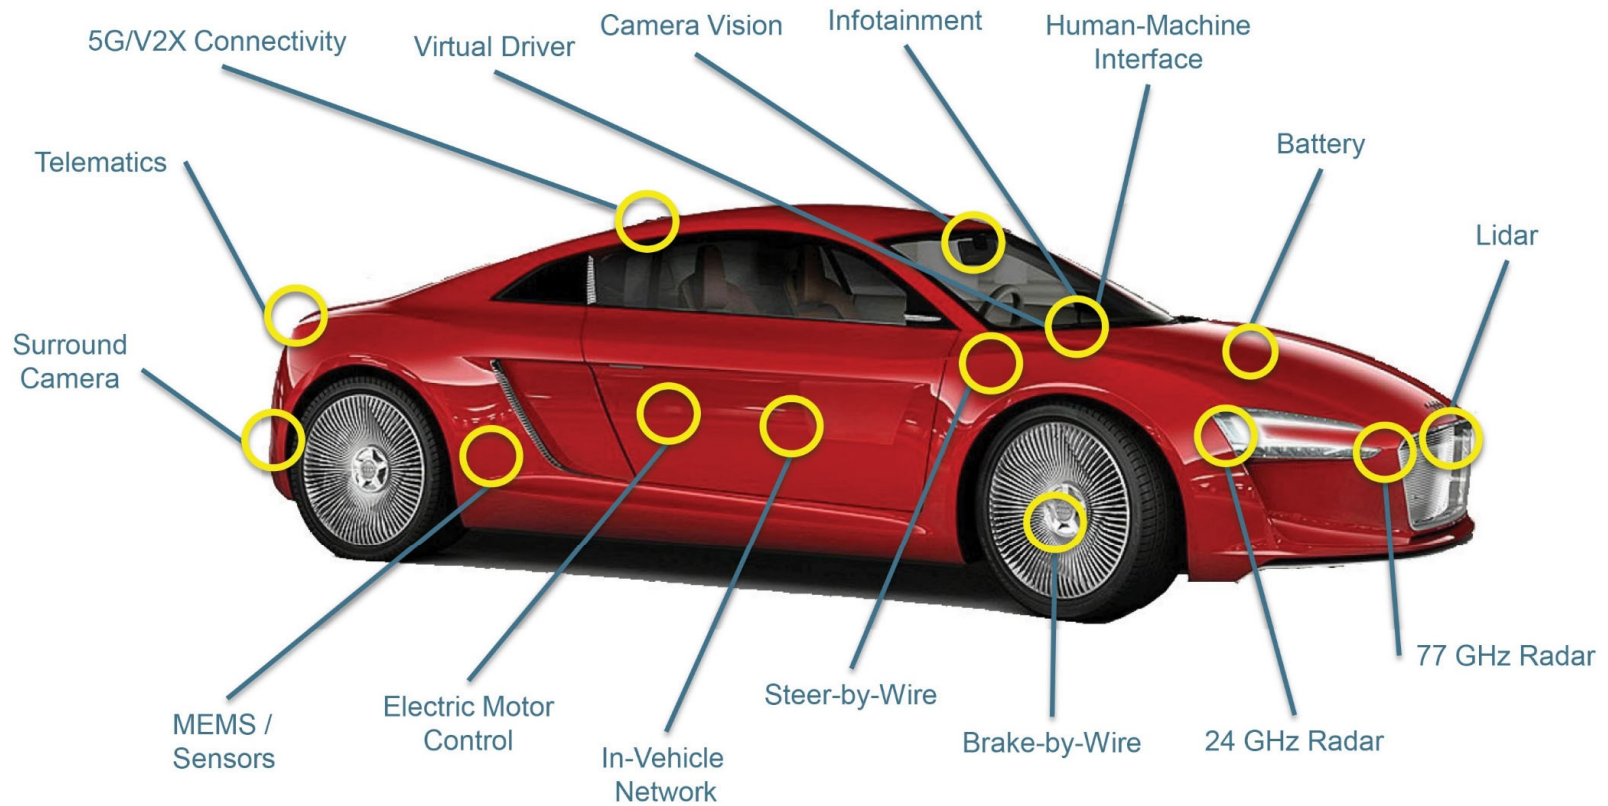 5G/V2X Connectivity
Virtual Driver
Camera Vision
Infotainment
Human-Machine
Interface
Telematics
Battery
Lidar
Surround
Camera
MEMS /
Sensors
Electric Motor
Control
In-Vehicle
Network
Steer-by-Wire
Brake-by-Wire
24 GHz Radar
77 GHz Radar